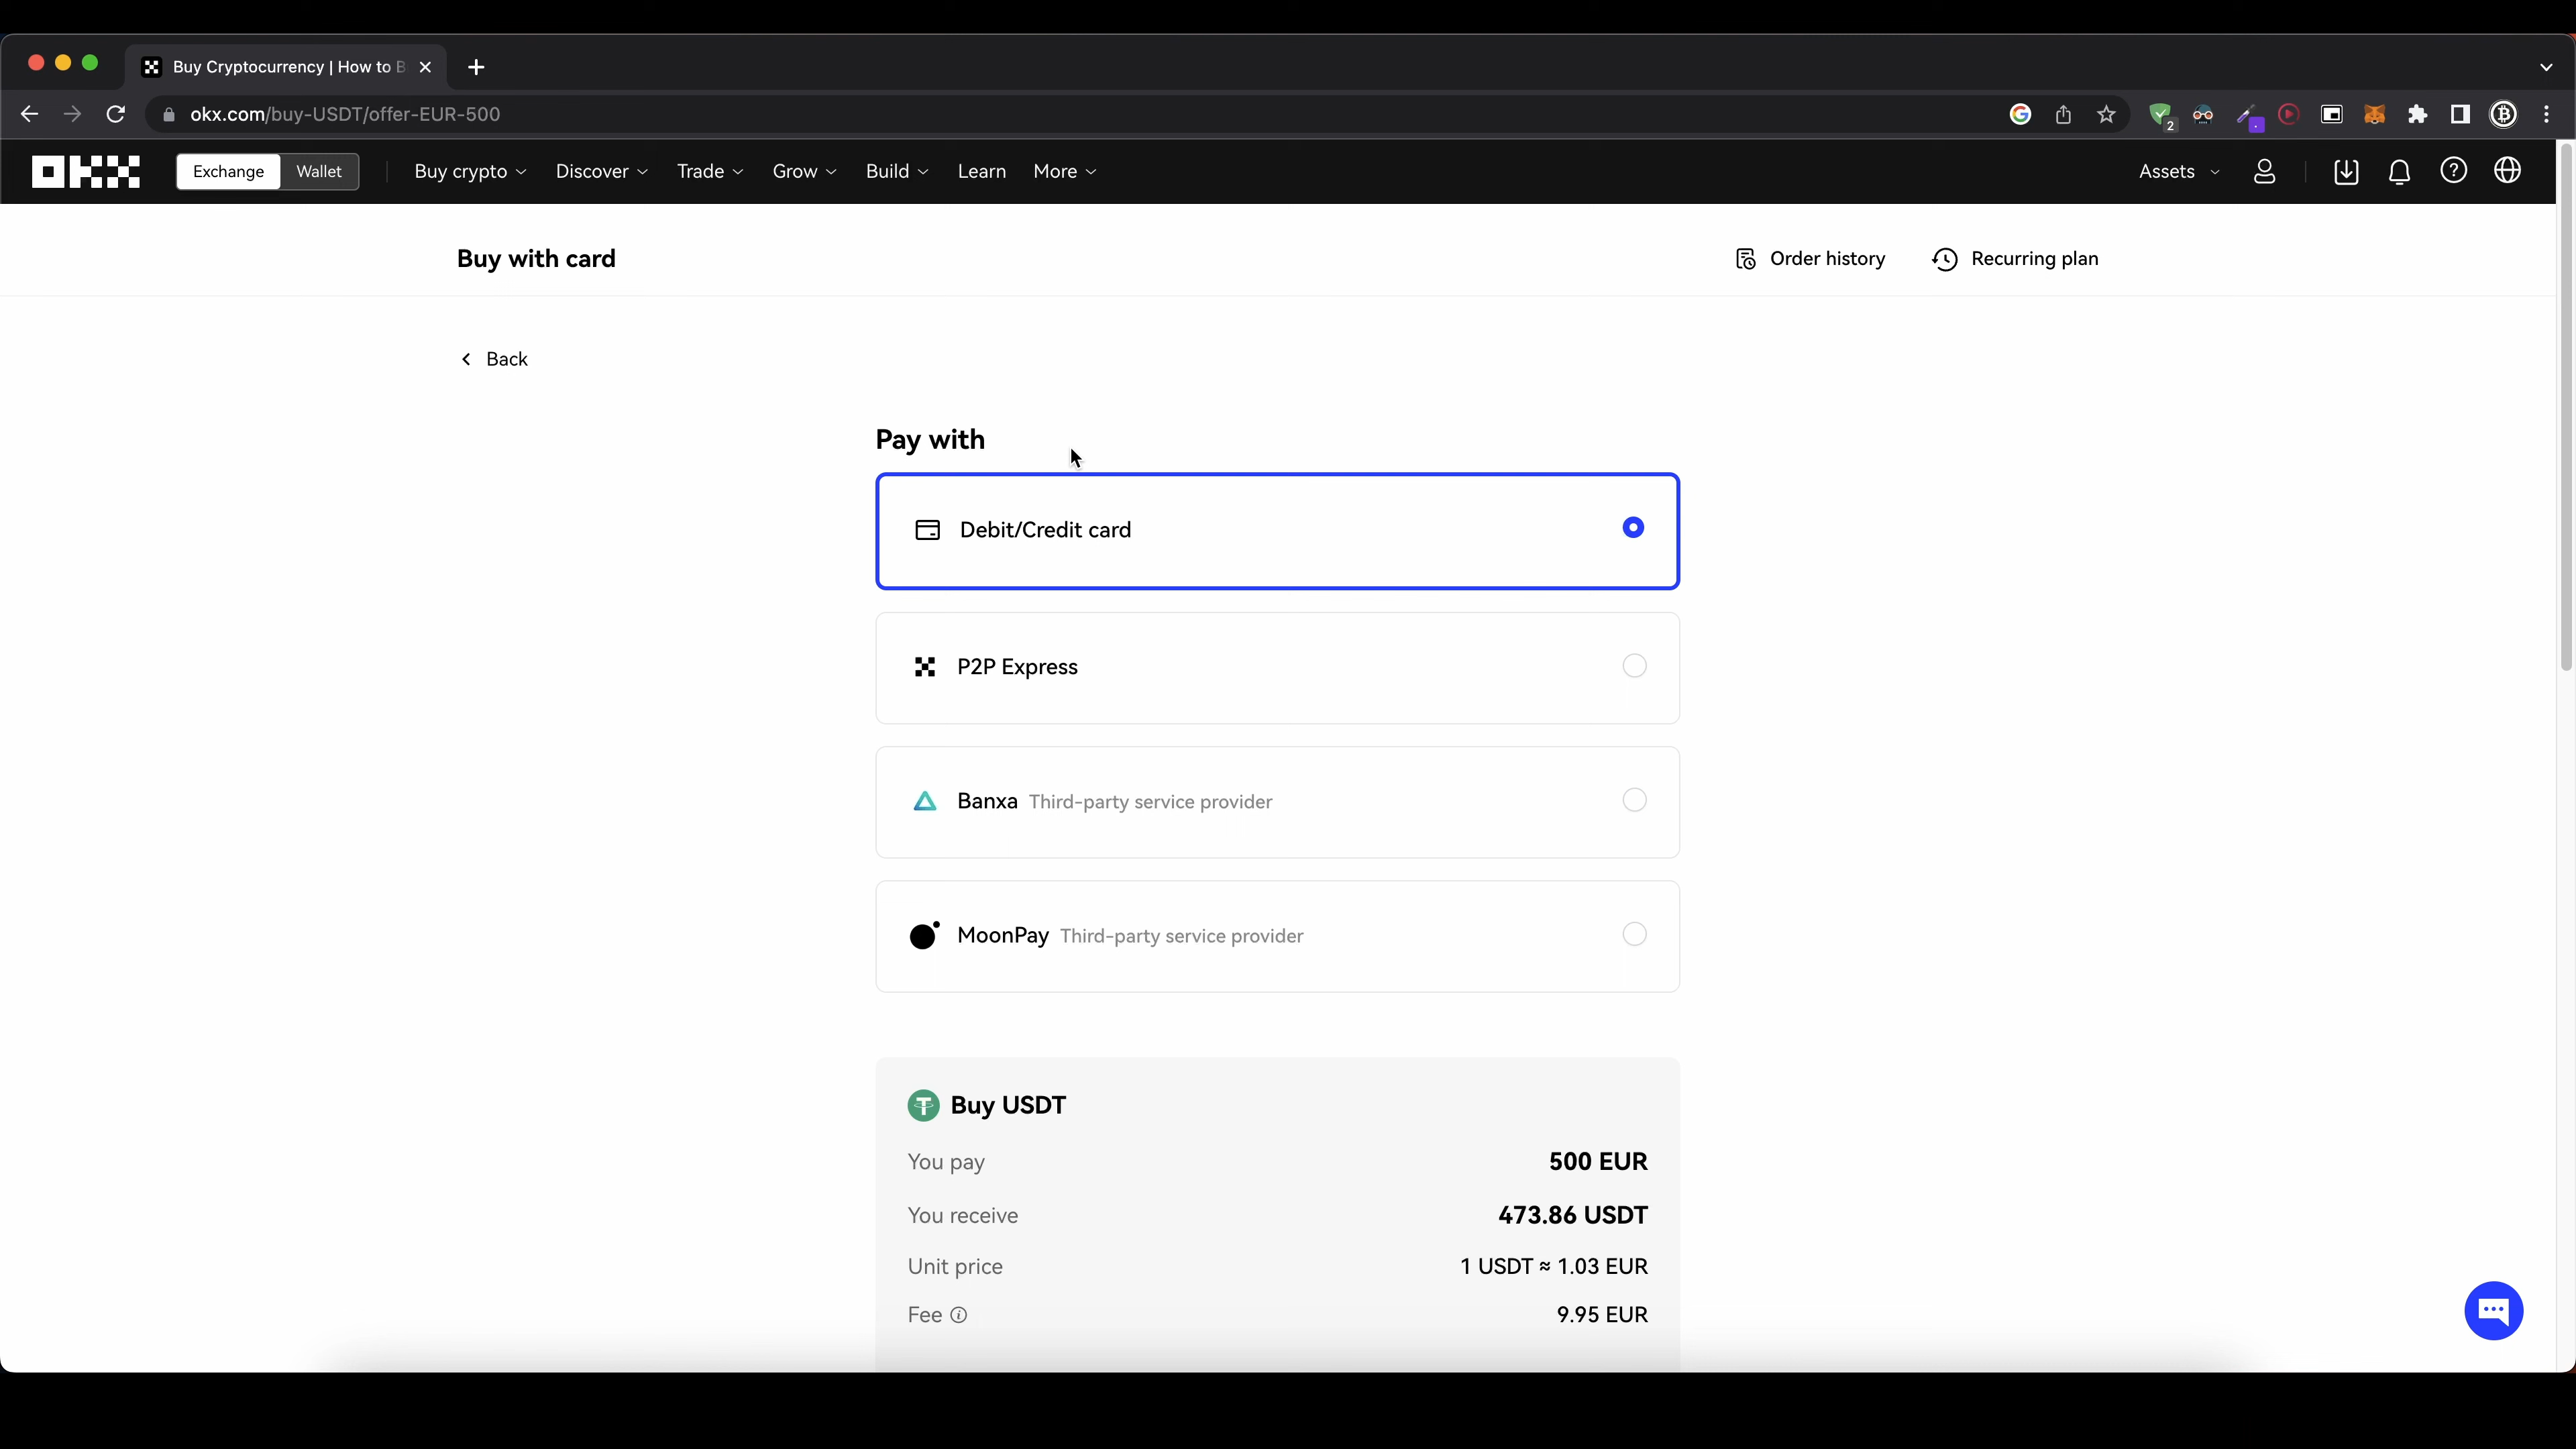 Buy Cryptocurrency | How to B
okx.com/buy-USDT/offer-EUR-500
2
OKX
Exchange
Wallet
Buy crypto
Discover
Trade
Grow
Build
Learn
More
Assets
Buy with card
Order history
Recurring plan
Back
Pay with
Debit/Credit card
P2P Express
Banxa Third-party service provider
MoonPay Third-party service provider
Buy USDT
You pay 500 EUR
You receive 473.86 USDT
Unit price 1 USDT ≈ 1.03 EUR
Fee 9.95 EUR